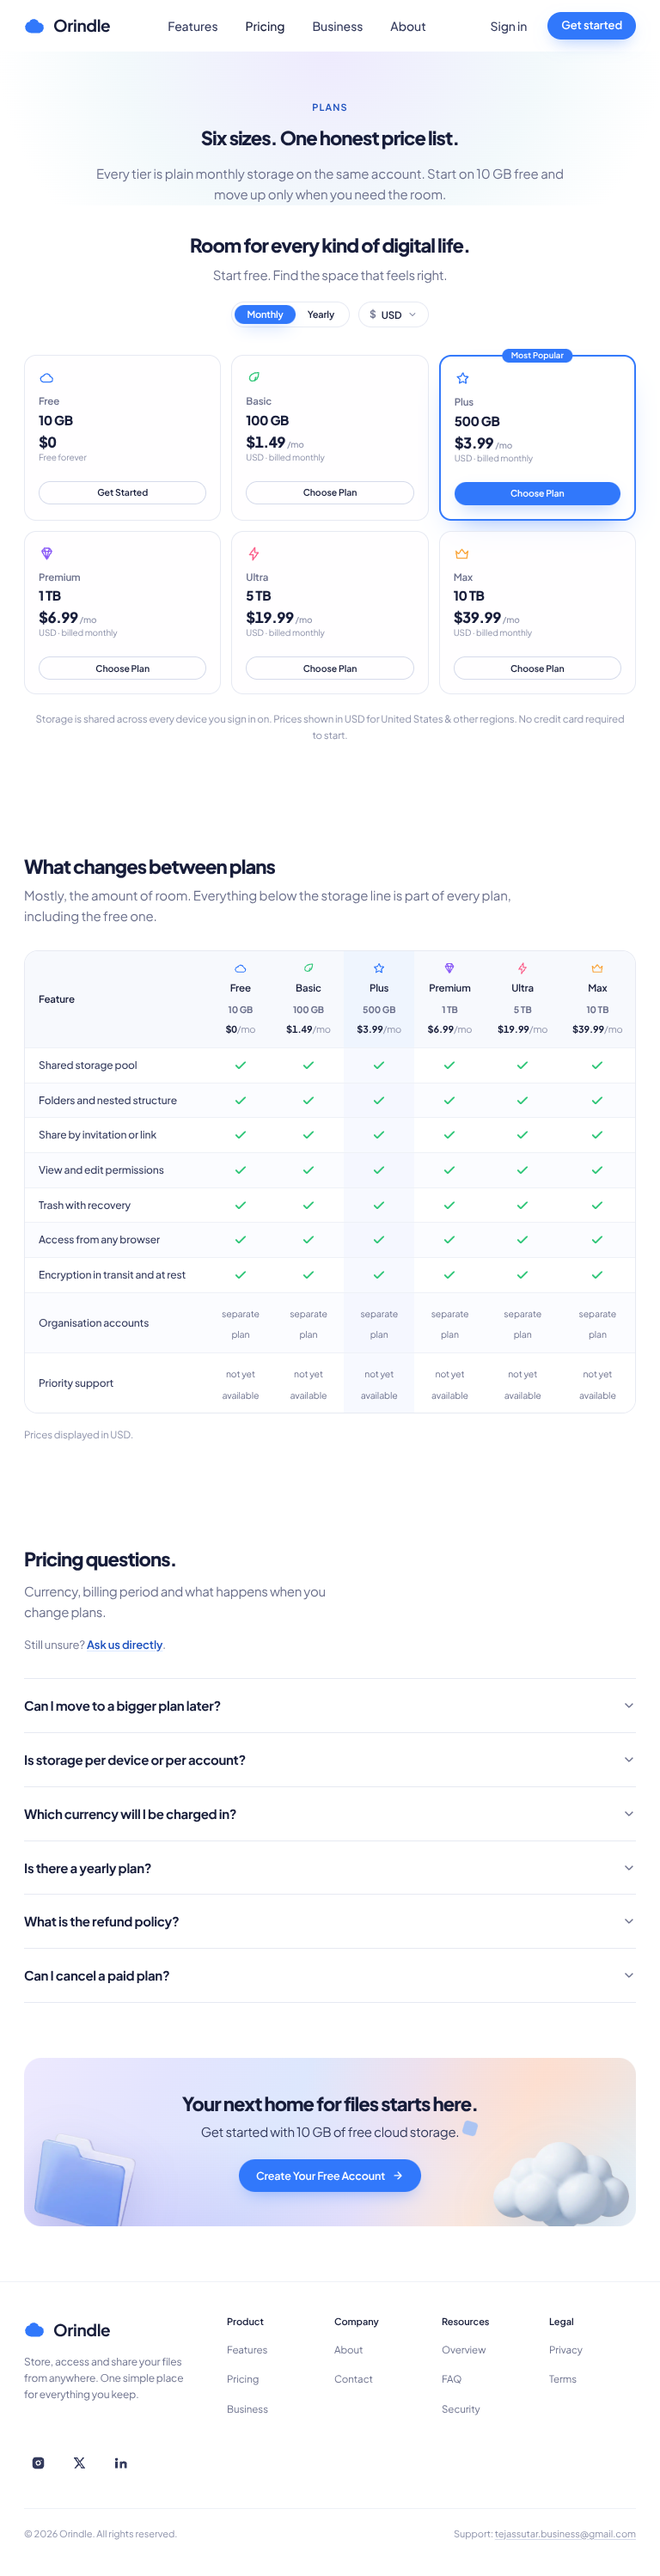 Orindle
Features Pricing Business About Sign in Get started
PLANS
Six sizes. One honest price list.
Every tier is plain monthly storage on the same account. Start on 10 GB free and
move up only when you need the room.
Room for every kind of digital life.
Start free. Find the space that feels right.
Monthly Yearly $ USD
Free
10 GB
$0
Free forever
Get Started
Basic
100 GB
$1.49 /mo
USD · billed monthly
Choose Plan
Most Popular
Plus
500 GB
$3.99 /mo
USD · billed monthly
Choose Plan
Premium
1 TB
$6.99 /mo
USD · billed monthly
Choose Plan
Ultra
5 TB
$19.99 /mo
USD · billed monthly
Choose Plan
Max
10 TB
$39.99 /mo
USD · billed monthly
Choose Plan
Storage is shared across every device you sign in on. Prices shown in USD for United States & other regions. No credit card required
to start.
What changes between plans
Mostly, the amount of room. Everything below the storage line is part of every plan,
including the free one.
Feature
Free Basic Plus Premium Ultra Max
10 GB 100 GB 500 GB 1 TB 5 TB 10 TB
$0/mo $1.49/mo $3.99/mo $6.99/mo $19.99/mo $39.99/mo
Shared storage pool
Folders and nested structure
Share by invitation or link
View and edit permissions
Trash with recovery
Access from any browser
Encryption in transit and at rest
Organisation accounts
separate separate separate separate separate separate
plan plan plan plan plan plan
Priority support
not yet not yet not yet not yet not yet not yet
available available available available available available
Prices displayed in USD.
Pricing questions.
Currency, billing period and what happens when you
change plans.
Still unsure? Ask us directly.
Can I move to a bigger plan later?
Is storage per device or per account?
Which currency will I be charged in?
Is there a yearly plan?
What is the refund policy?
Can I cancel a paid plan?
Your next home for files starts here.
Get started with 10 GB of free cloud storage.
Create Your Free Account
Orindle
Store, access and share your files
from anywhere. One simple place
for everything you keep.
Product
Features
Pricing
Business
Company
About
Contact
Resources
Overview
FAQ
Security
Legal
Privacy
Terms
© 2026 Orindle. All rights reserved.
Support: tejassutar.business@gmail.com